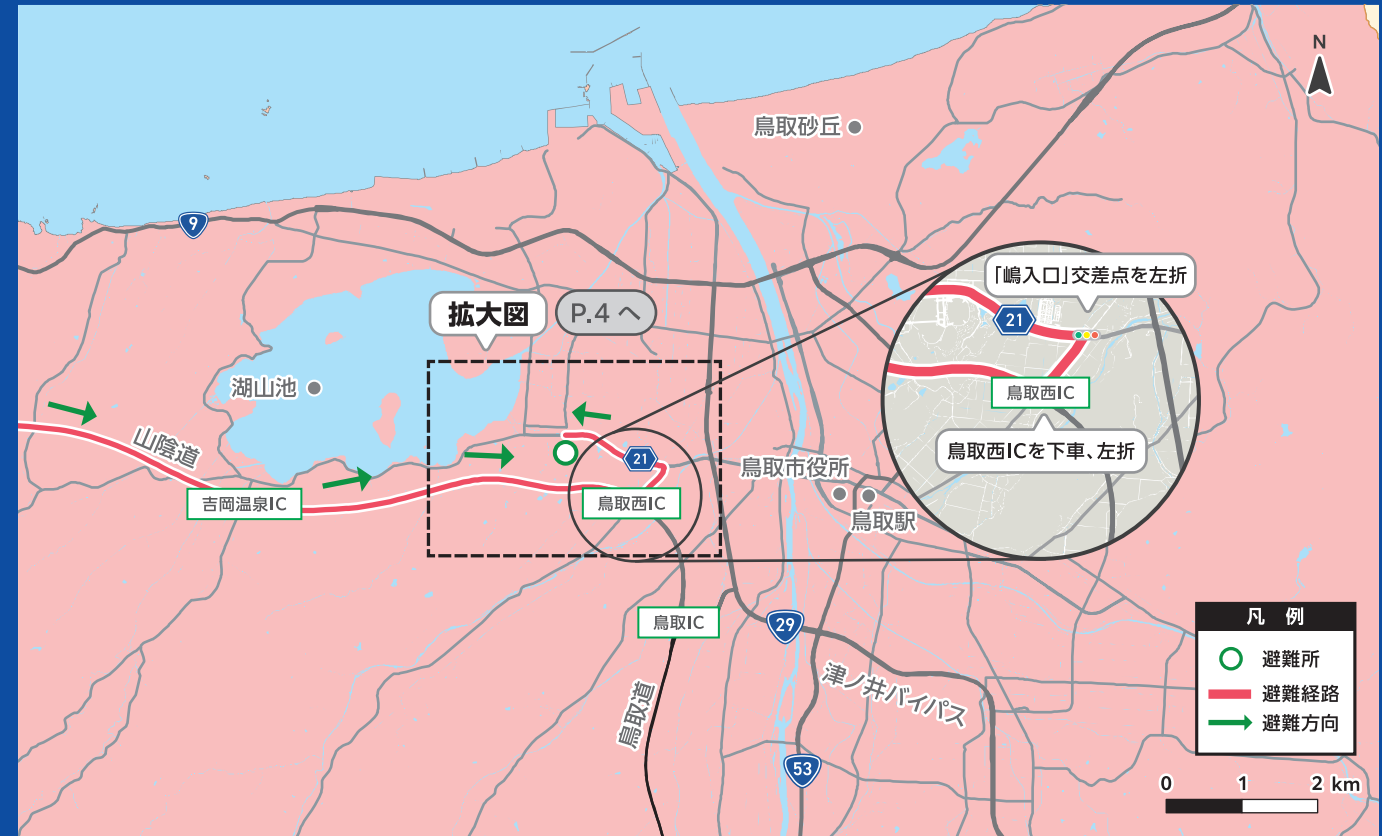 N
鳥取砂丘
9
「嶋入口」交差点を左折
拡大図
P.4 へ
21
湖山池
鳥取西IC
山陰道
鳥取西ICを下車、左折
21
鳥取市役所
吉岡温泉IC
鳥取西IC
鳥取駅
鳥取IC
29
凡 例
避難所
避難経路
避難方向
津ノ井バイパス
鳥取道
53
0 1 2 km